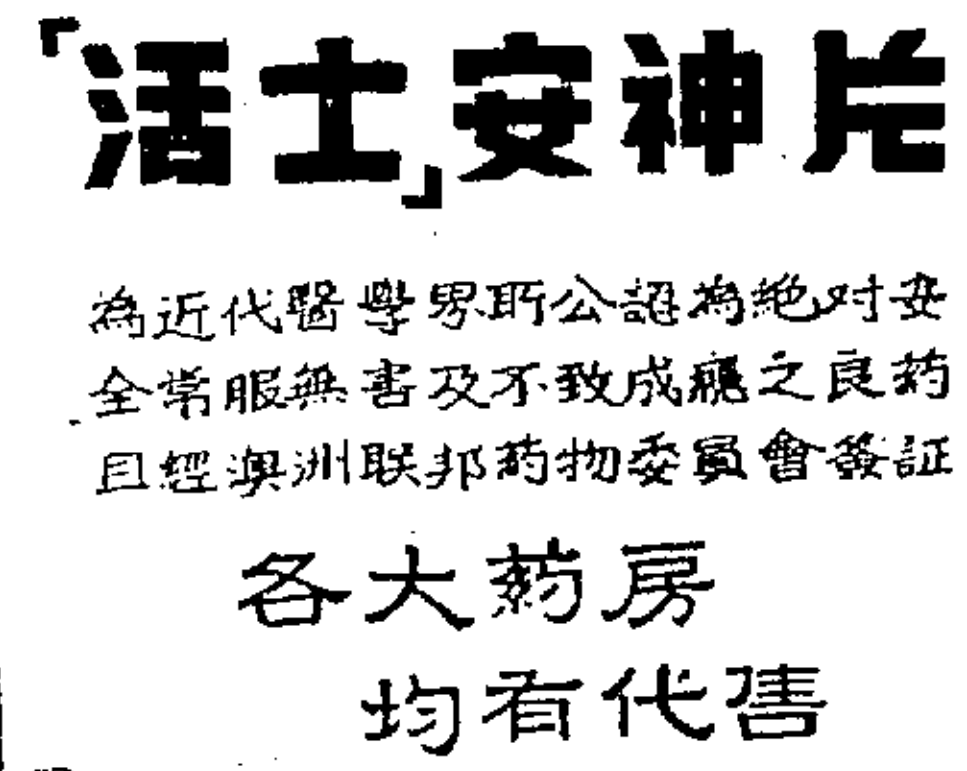 「活士」安神片
為近代醫學界所公認為絶对安
全常服無害及不致成癮之良葯
且經澳洲联邦葯物委員會簽証
各大葯房
均有代售